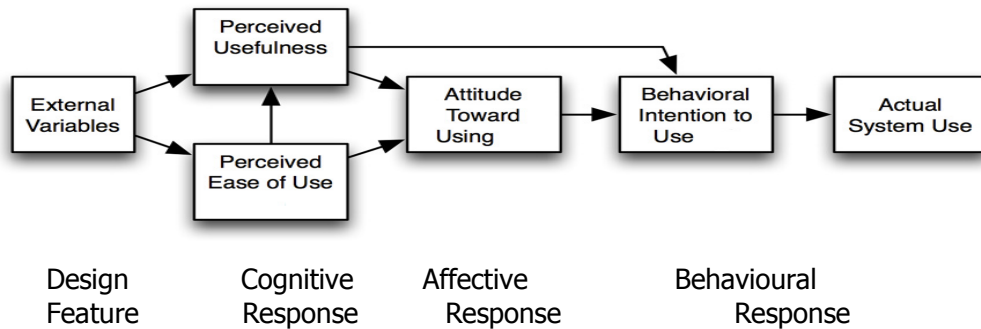 Perceived
Usefulness
External
Variables
Perceived
Ease of Use
Attitude
Toward
Using
Behavioral
Intention to
Use
Actual
System Use
Design
Feature
Cognitive
Response
Affective
Response
Behavioural
Response